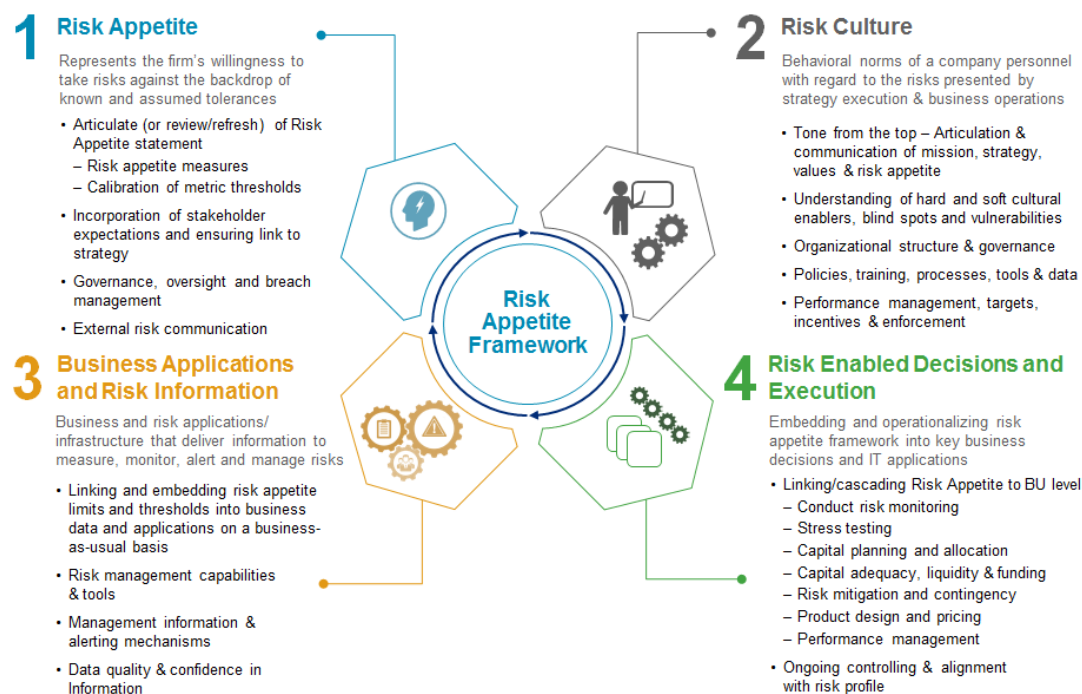 1 Risk Appetite
Represents the firm's willingness to
take risks against the backdrop of
known and assumed tolerances
• Articulate (or review/refresh) of Risk
Appetite statement
– Risk appetite measures
– Calibration of metric thresholds
• Incorporation of stakeholder
expectations and ensuring link to
strategy
• Governance, oversight and breach
management
• External risk communication
2 Risk Culture
Behavioral norms of a company personnel
with regard to the risks presented by
strategy execution & business operations
• Tone from the top – Articulation &
communication of mission, strategy,
values & risk appetite
• Understanding of hard and soft cultural
enablers, blind spots and vulnerabilities
• Organizational structure & governance
• Policies, training, processes, tools & data
• Performance management, targets,
incentives & enforcement
Risk
Appetite
Framework
3 Business Applications
and Risk Information
Business and risk applications/
infrastructure that deliver information to
measure, monitor, alert and manage risks
• Linking and embedding risk appetite
limits and thresholds into business
data and applications on a business-
as-usual basis
• Risk management capabilities
& tools
• Management information &
alerting mechanisms
• Data quality & confidence in
Information
4 Risk Enabled Decisions and
Execution
Embedding and operationalizing risk
appetite framework into key business
decisions and IT applications
• Linking/cascading Risk Appetite to BU level
– Conduct risk monitoring
– Stress testing
– Capital planning and allocation
– Capital adequacy, liquidity & funding
– Risk mitigation and contingency
– Product design and pricing
– Performance management
• Ongoing controlling & alignment
with risk profile